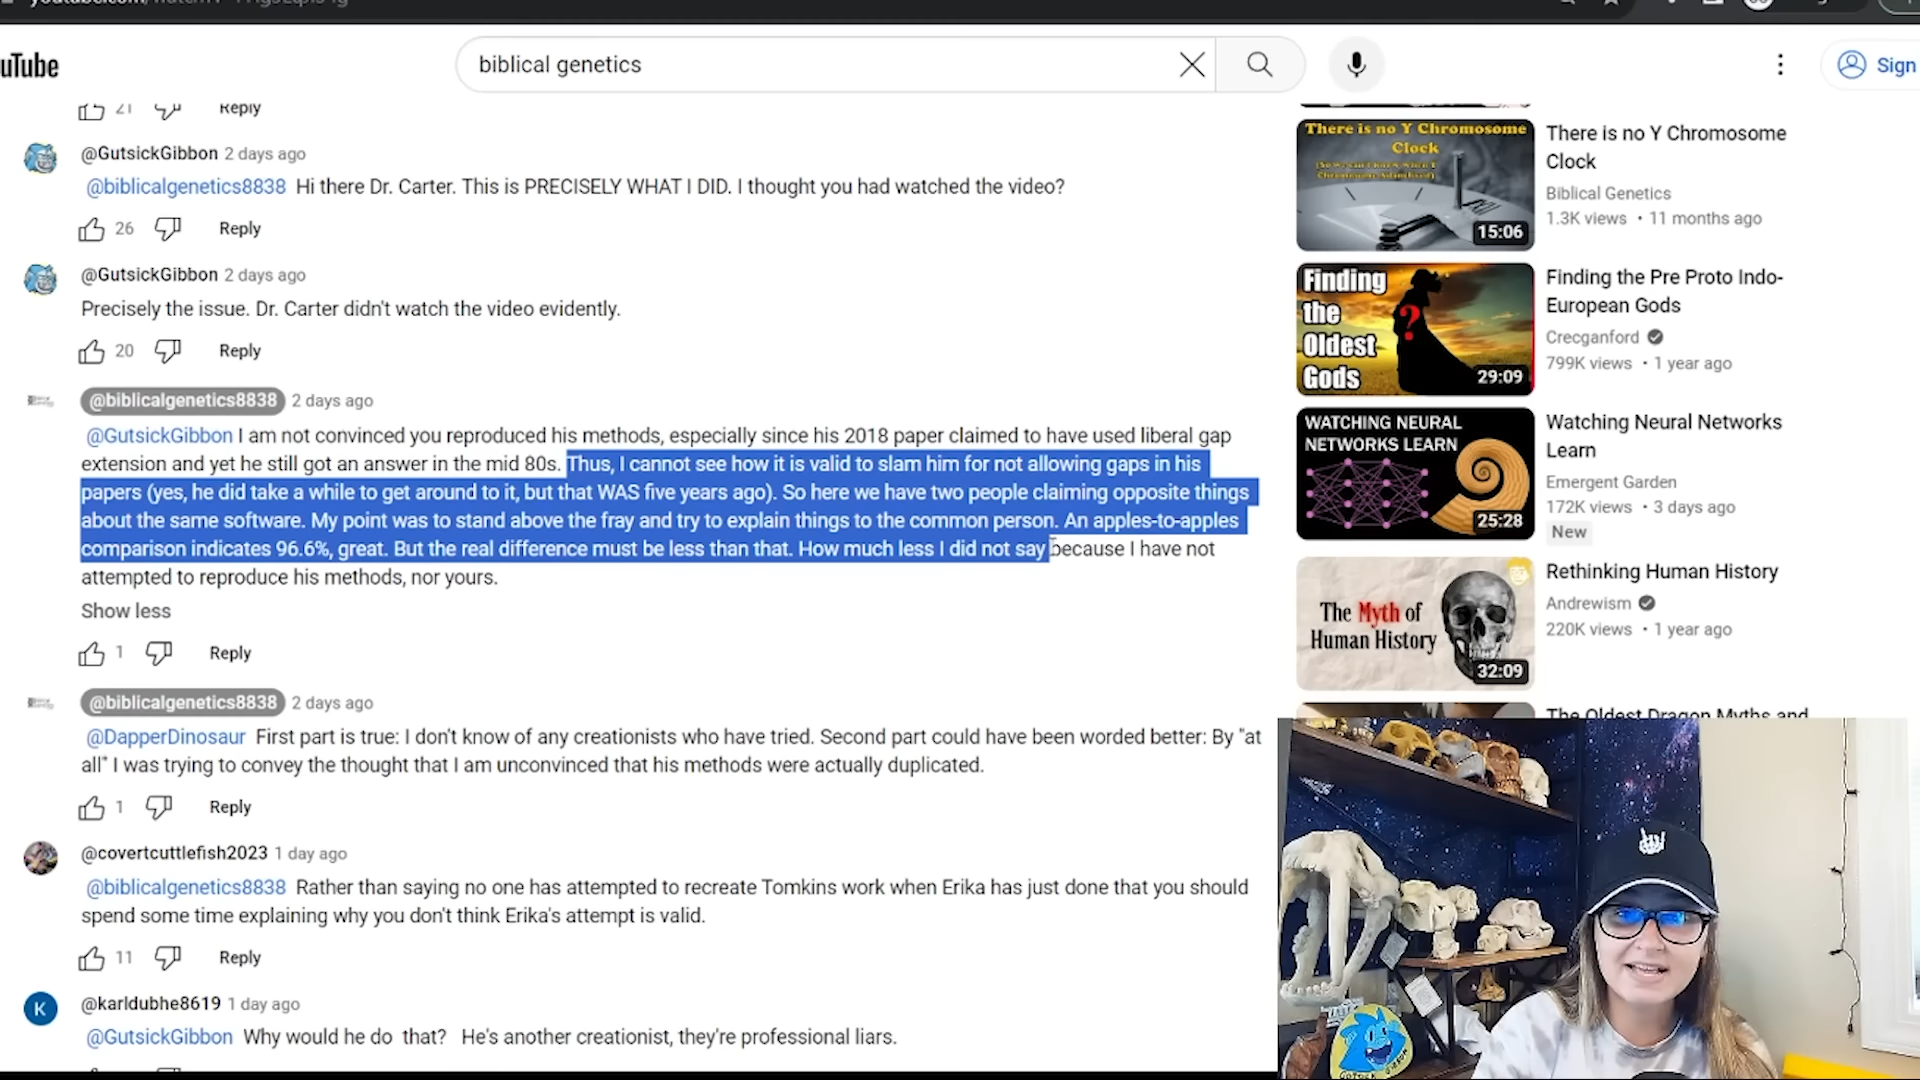 uTube
biblical genetics
Sign
21 Reply
@GutsickGibbon 2 days ago
@biblicalgenetics8838 Hi there Dr. Carter. This is PRECISELY WHAT I DID. I thought you had watched the video?
26 Reply
@GutsickGibbon 2 days ago
Precisely the issue. Dr. Carter didn't watch the video evidently.
20 Reply
@biblicalgenetics8838 2 days ago
@GutsickGibbon I am not convinced you reproduced his methods, especially since his 2018 paper claimed to have used liberal gap
extension and yet he still got an answer in the mid 80s. Thus, I cannot see how it is valid to slam him for not allowing gaps in his
papers (yes, he did take a while to get around to it, but that WAS five years ago). So here we have two people claiming opposite things
about the same software. My point was to stand above the fray and try to explain things to the common person. An apples-to-apples
comparison indicates 96.6%, great. But the real difference must be less than that. How much less I did not say because I have not
attempted to reproduce his methods, nor yours.
Show less
1 Reply
@biblicalgenetics8838 2 days ago
@DapperDinosaur First part is true: I don't know of any creationists who have tried. Second part could have been worded better: By "at
all" I was trying to convey the thought that I am unconvinced that his methods were actually duplicated.
1 Reply
@covertcuttlefish2023 1 day ago
@biblicalgenetics8838 Rather than saying no one has attempted to recreate Tomkins work when Erika has just done that you should
spend some time explaining why you don't think Erika's attempt is valid.
11 Reply
K
@karldubhe8619 1 day ago
@GutsickGibbon Why would he do that? He's another creationist, they're professional liars.
There is no Y Chromosome
Clock
15:06
There is no Y Chromosome
Clock
Biblical Genetics
1.3K views • 11 months ago
Finding
the
Oldest
Gods
?
29:09
Finding the Pre Proto Indo-
European Gods
Crecganford
799K views • 1 year ago
WATCHING NEURAL
NETWORKS LEARN
25:28
Watching Neural Networks
Learn
Emergent Garden
172K views • 3 days ago
New
The Myth of
Human History
32:09
Rethinking Human History
Andrewism
220K views • 1 year ago
The Oldest Dragon Myths and
GUTSICK GIBBON